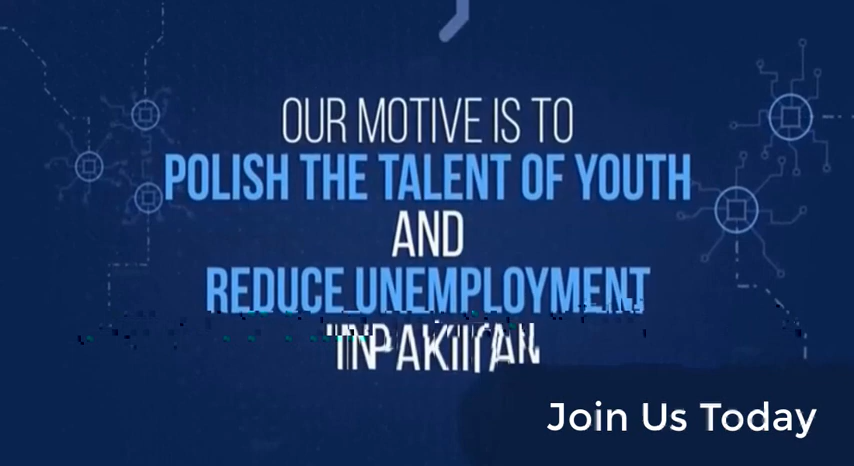 OUR MOTIVE IS TO
POLISH THE TALENT OF YOUTH
AND
REDUCE UNEMPLOYMENT
IN
Join Us Today